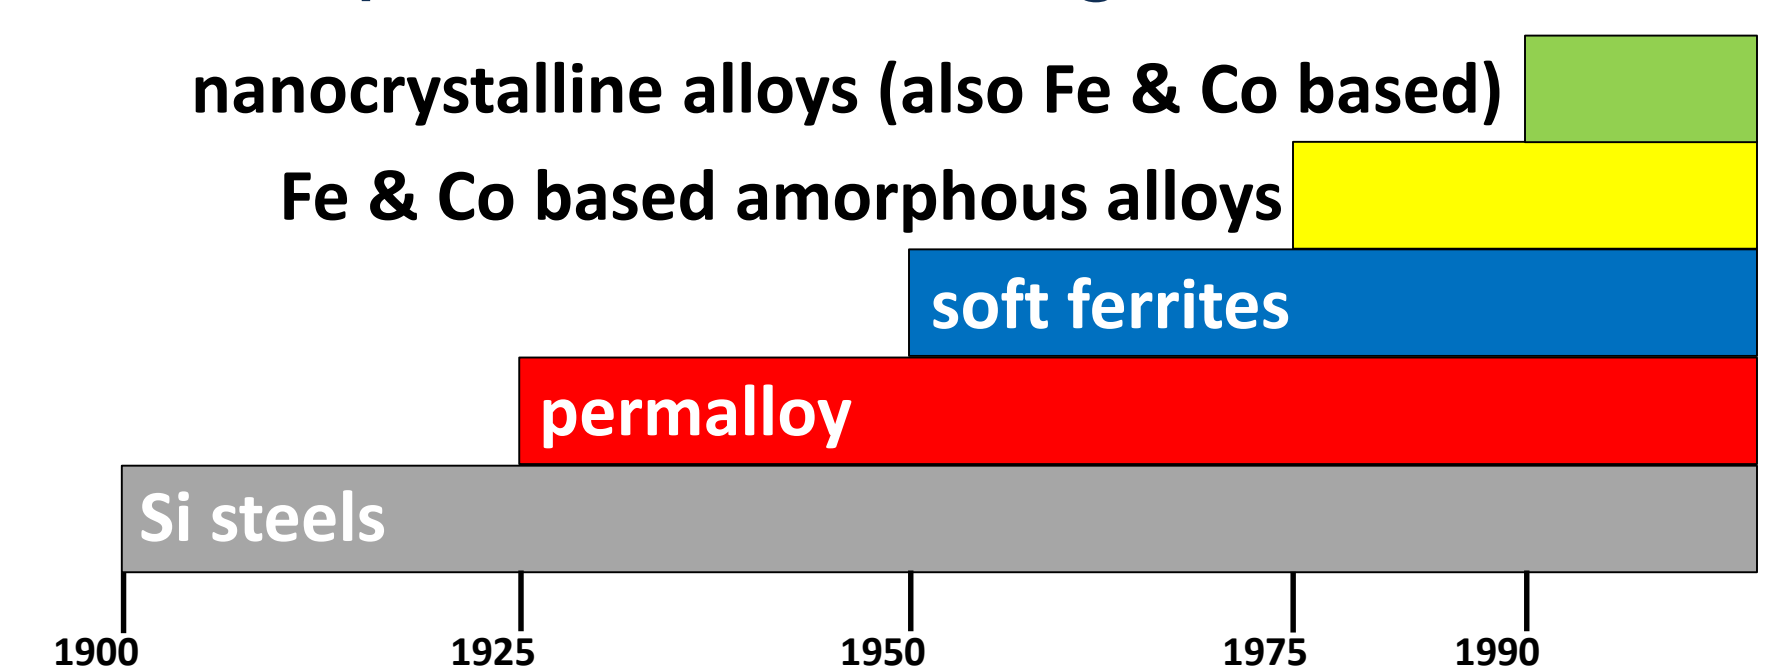 nanocrystalline alloys (also Fe & Co based)
Fe & Co based amorphous alloys
soft ferrites
permalloy
Si steels
1900 1925 1950 1975 1990